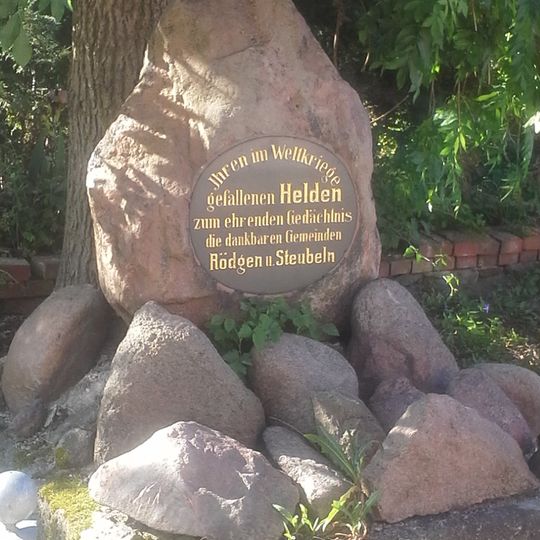 Ihren im Weltkriege
gefallenen Helden
zum ehrenden Gedächtnis
die dankbaren Gemeinden
Rödgen u. Steubeln